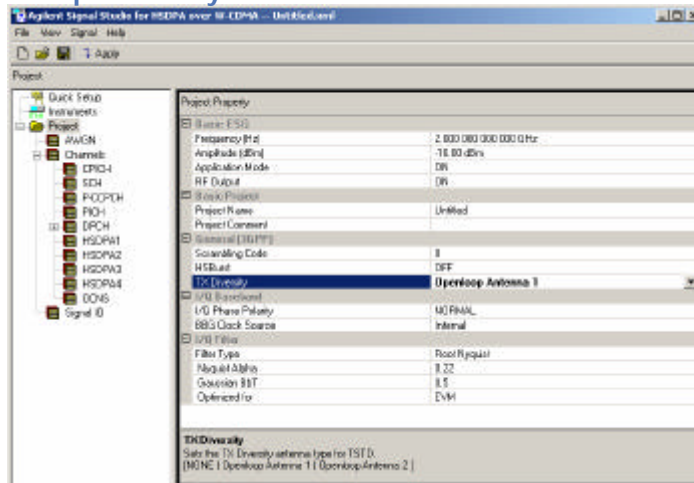 Agilent Signal Studio for HSDPA over W-CDMA -- Untitled.xml
File View Signal Help
Apply
Project
Quick Setup
Instruments
Project
AWGN
Channels
CPICH
SCH
P-CCPCH
PICH
DPCH
HSDPA1
HSDPA2
HSDPA3
HSDPA4
OCNS
Signal ID
Project Property
Basic ESG
Frequency (Hz) 2.000 000 000 000 GHz
Amplitude (dBm) -10.00 dBm
Application Mode ON
RF Output ON
Basic Project
Project Name Untitled
Project Comment
General (3GPP)
Scrambling Code 0
HSBurst OFF
TX Diversity Openloop Antenna 1
I/Q Baseband
I/Q Phase Polarity NORMAL
BBG Clock Source Internal
I/Q Filter
Filter Type Root Nyquist
Nyquist Alpha 0.22
Gaussian BbT 0.5
Optimized for EVM
TX Diversity
Sets the TX Diversity antenna type for TSTD.
[NONE | Openloop Antenna 1 | Openloop Antenna 2 ]